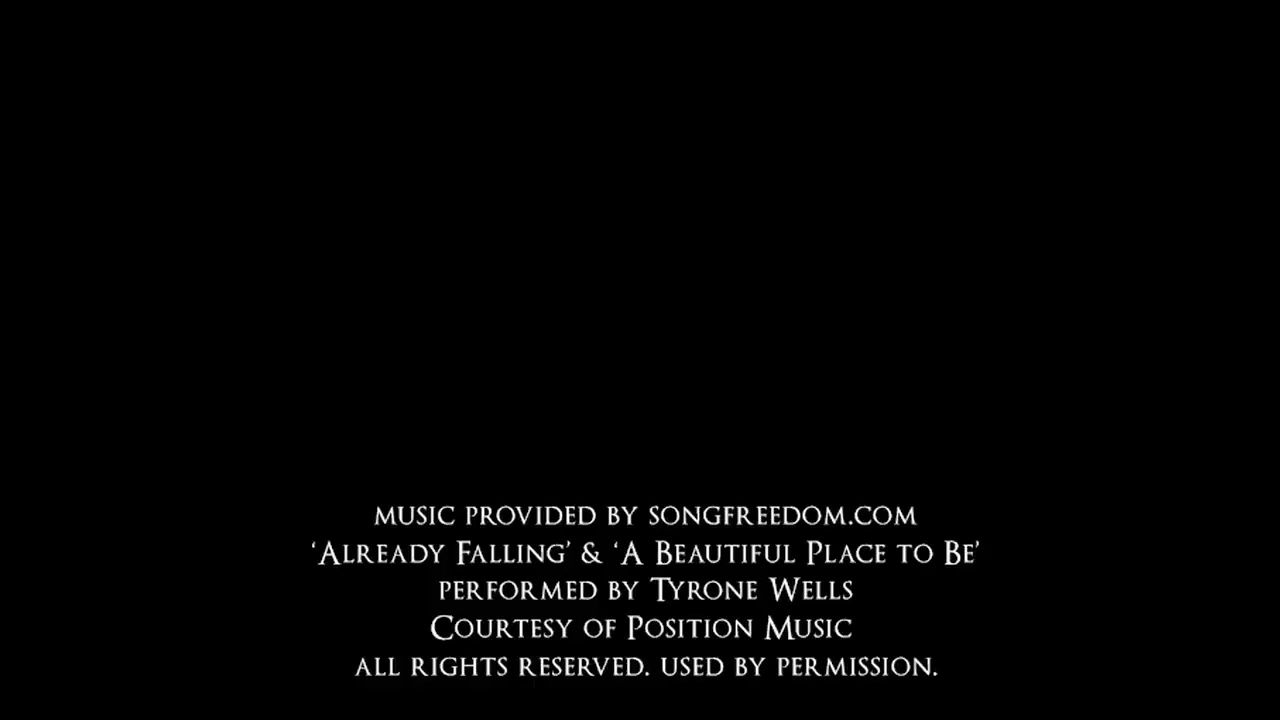 MUSIC PROVIDED BY SONGFREEDOM.COM
‘ALREADY FALLING’ & ‘A BEAUTIFUL PLACE TO BE’
PERFORMED BY TYRONE WELLS
COURTESY OF POSITION MUSIC
ALL RIGHTS RESERVED. USED BY PERMISSION.